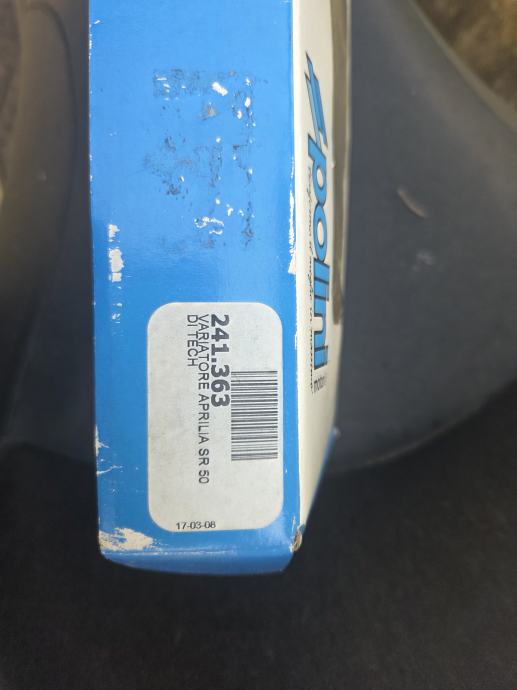 polini
241.363
VARIATORE APRILIA SR 50
DI TECH
17-03-08